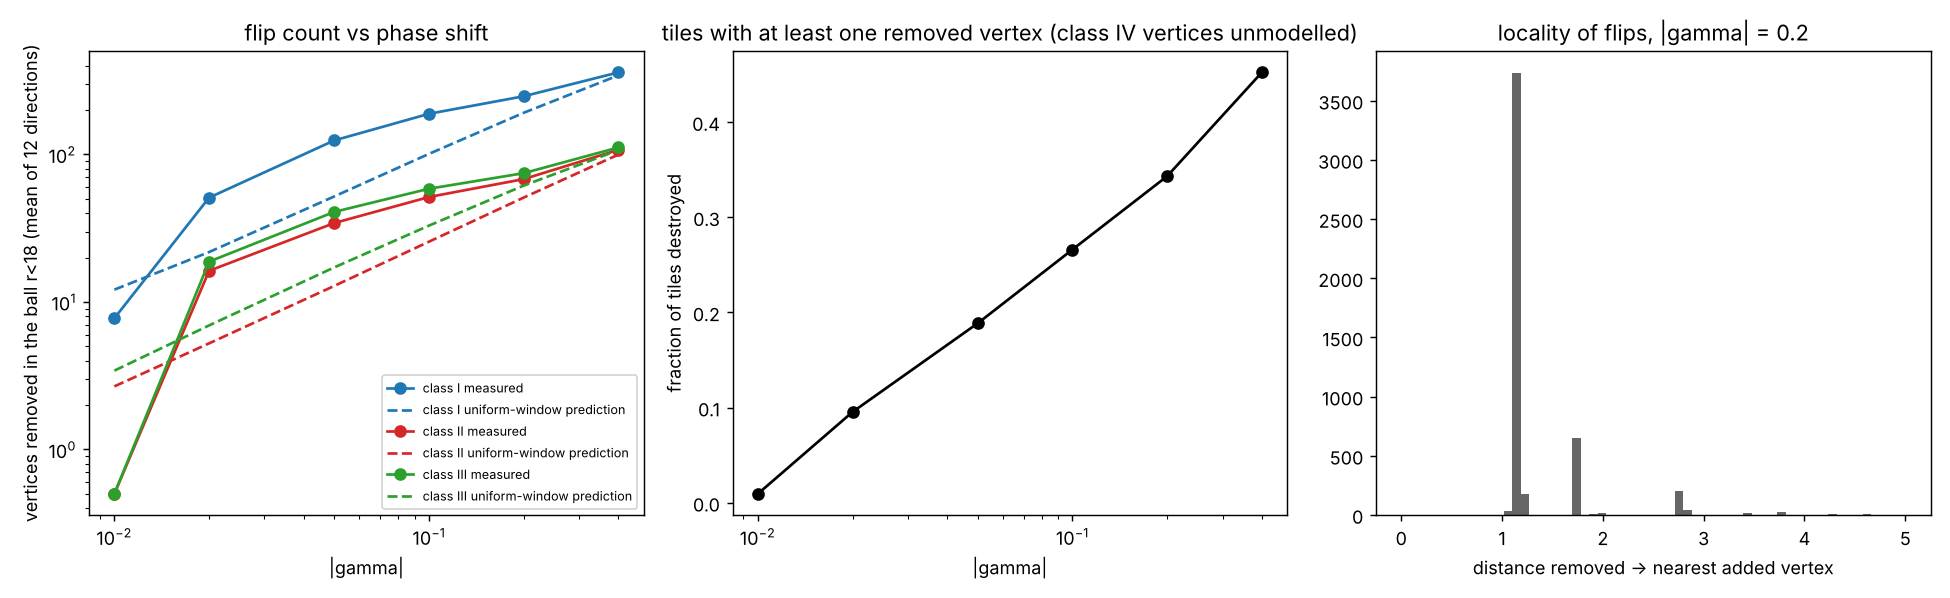 flip count vs phase shift
vertices removed in the ball r<18 (mean of 12 directions)
10²
10¹
10⁰
10⁻²
10⁻¹
|gamma|
class I measured
class I uniform-window prediction
class II measured
class II uniform-window prediction
class III measured
class III uniform-window prediction
tiles with at least one removed vertex (class IV vertices unmodelled)
fraction of tiles destroyed
0.4
0.3
0.2
0.1
0.0
10⁻²
10⁻¹
|gamma|
locality of flips, |gamma| = 0.2
3500
3000
2500
2000
1500
1000
500
0
0
1
2
3
4
5
distance removed → nearest added vertex